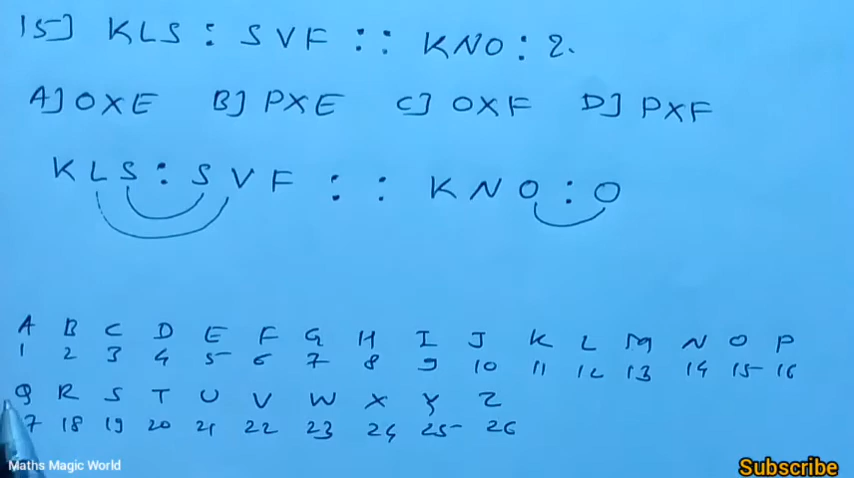 15] KLS : SVF :: KNO : ?.
A] OXE B] PXE C] OXF D] PXF
KLS : SVF :: KNO : O
A B C D E F G H I J K L M N O P
1 2 3 4 5 6 7 8 9 10 11 12 13 14 15 16
Q R S T U V W X Y Z
7 18 19 20 21 22 23 24 25 26
Maths Magic World
Subscribe